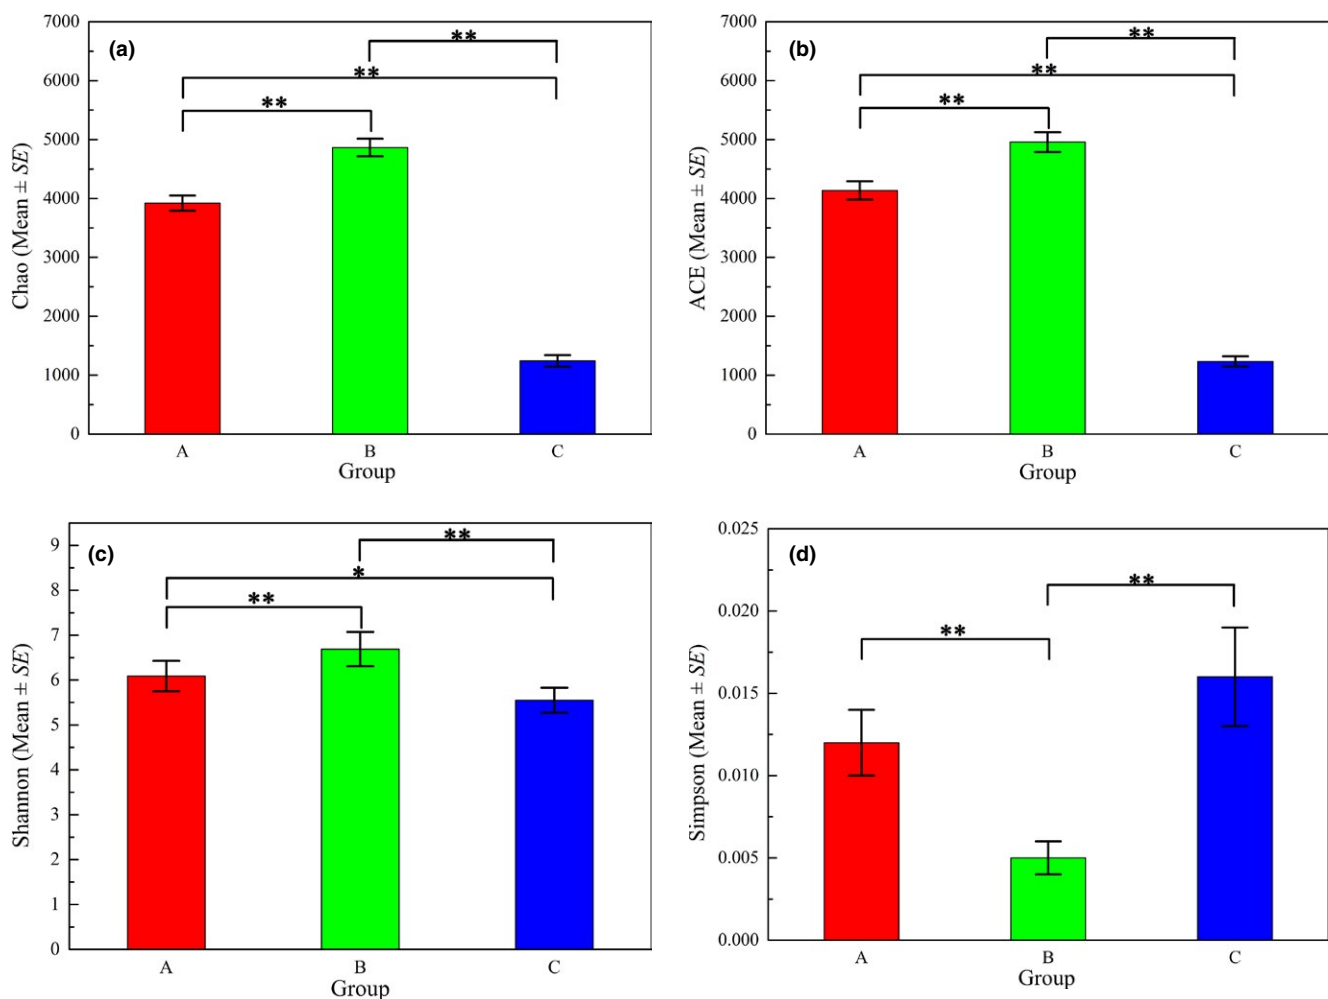 (a)
Chao (Mean ± SE)
7000
6000
5000
4000
3000
2000
1000
0
**
**
**
A B C
Group
(b)
ACE (Mean ± SE)
7000
6000
5000
4000
3000
2000
1000
0
**
**
**
A B C
Group
(c)
Shannon (Mean ± SE)
9
8
7
6
5
4
3
2
1
0
**
*
**
A B C
Group
(d)
Simpson (Mean ± SE)
0.025
0.020
0.015
0.010
0.005
0.000
**
**
A B C
Group